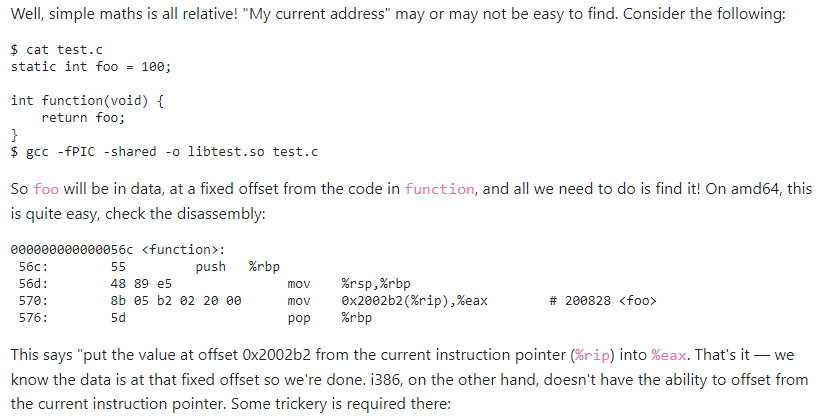 Well, simple maths is all relative! "My current address" may or may not be easy to find. Consider the following:
$ cat test.c
static int foo = 100;
int function(void) {
    return foo;
}
$ gcc -fPIC -shared -o libtest.so test.c
So foo will be in data, at a fixed offset from the code in function, and all we need to do is find it! On amd64, this
is quite easy, check the disassembly:
000000000000056c <function>:
 56c:        55         push   %rbp
 56d:        48 89 e5               mov    %rsp,%rbp
 570:        8b 05 b2 02 20 00      mov    0x2002b2(%rip),%eax        # 200828 <foo>
 576:        5d                     pop    %rbp
This says "put the value at offset 0x2002b2 from the current instruction pointer (%rip) into %eax. That's it — we
know the data is at that fixed offset so we're done. i386, on the other hand, doesn't have the ability to offset from
the current instruction pointer. Some trickery is required there: